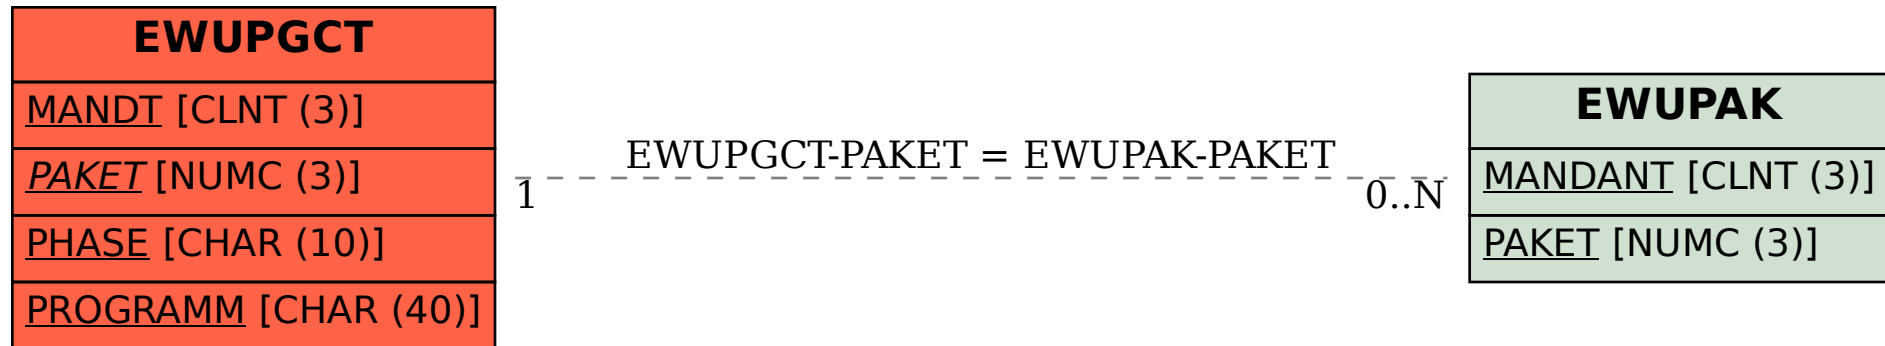 EWUPGCT
MANDT [CLNT (3)]
PAKET [NUMC (3)]
PHASE [CHAR (10)]
PROGRAMM [CHAR (40)]
EWUPGCT-PAKET = EWUPAK-PAKET
1
0..N
EWUPAK
MANDANT [CLNT (3)]
PAKET [NUMC (3)]